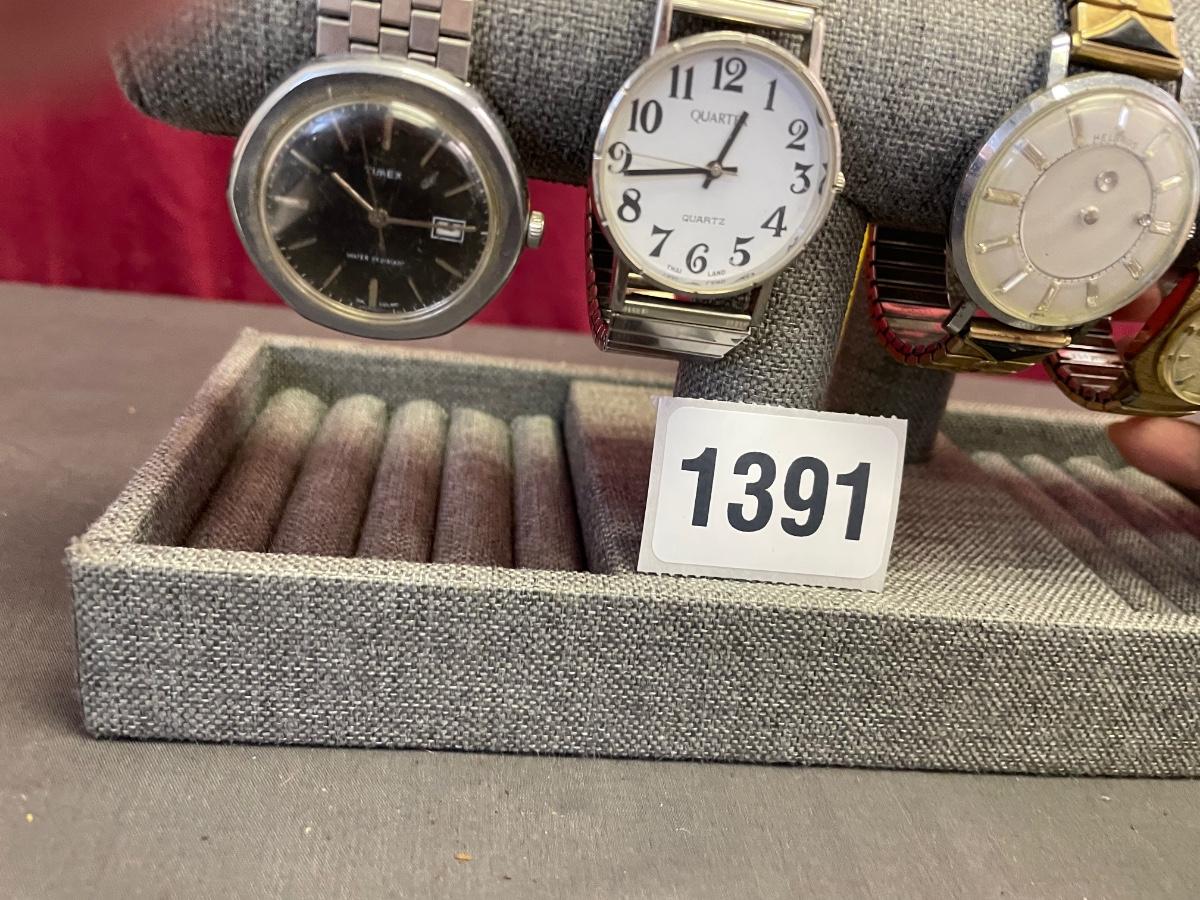 TIMEX
WATER RESISTANT
12
1
2
3
4
5
6
7
8
9
10
11
QUARTZ
THAI LAND
HELBROS
1391